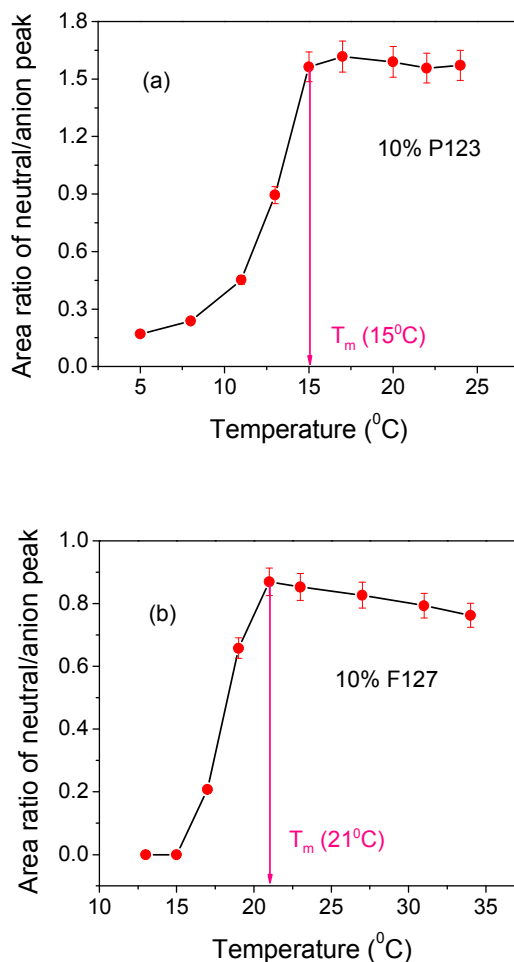 1.8
1.5
1.2
0.9
0.6
0.3
0.0
Area ratio of neutral/anion peak
(a)
10% P123
Tm (15⁰C)
5 10 15 20 25
Temperature (⁰C)
1.0
0.8
0.6
0.4
0.2
0.0
Area ratio of neutral/anion peak
(b)
10% F127
Tm (21⁰C)
10 15 20 25 30 35
Temperature (⁰C)